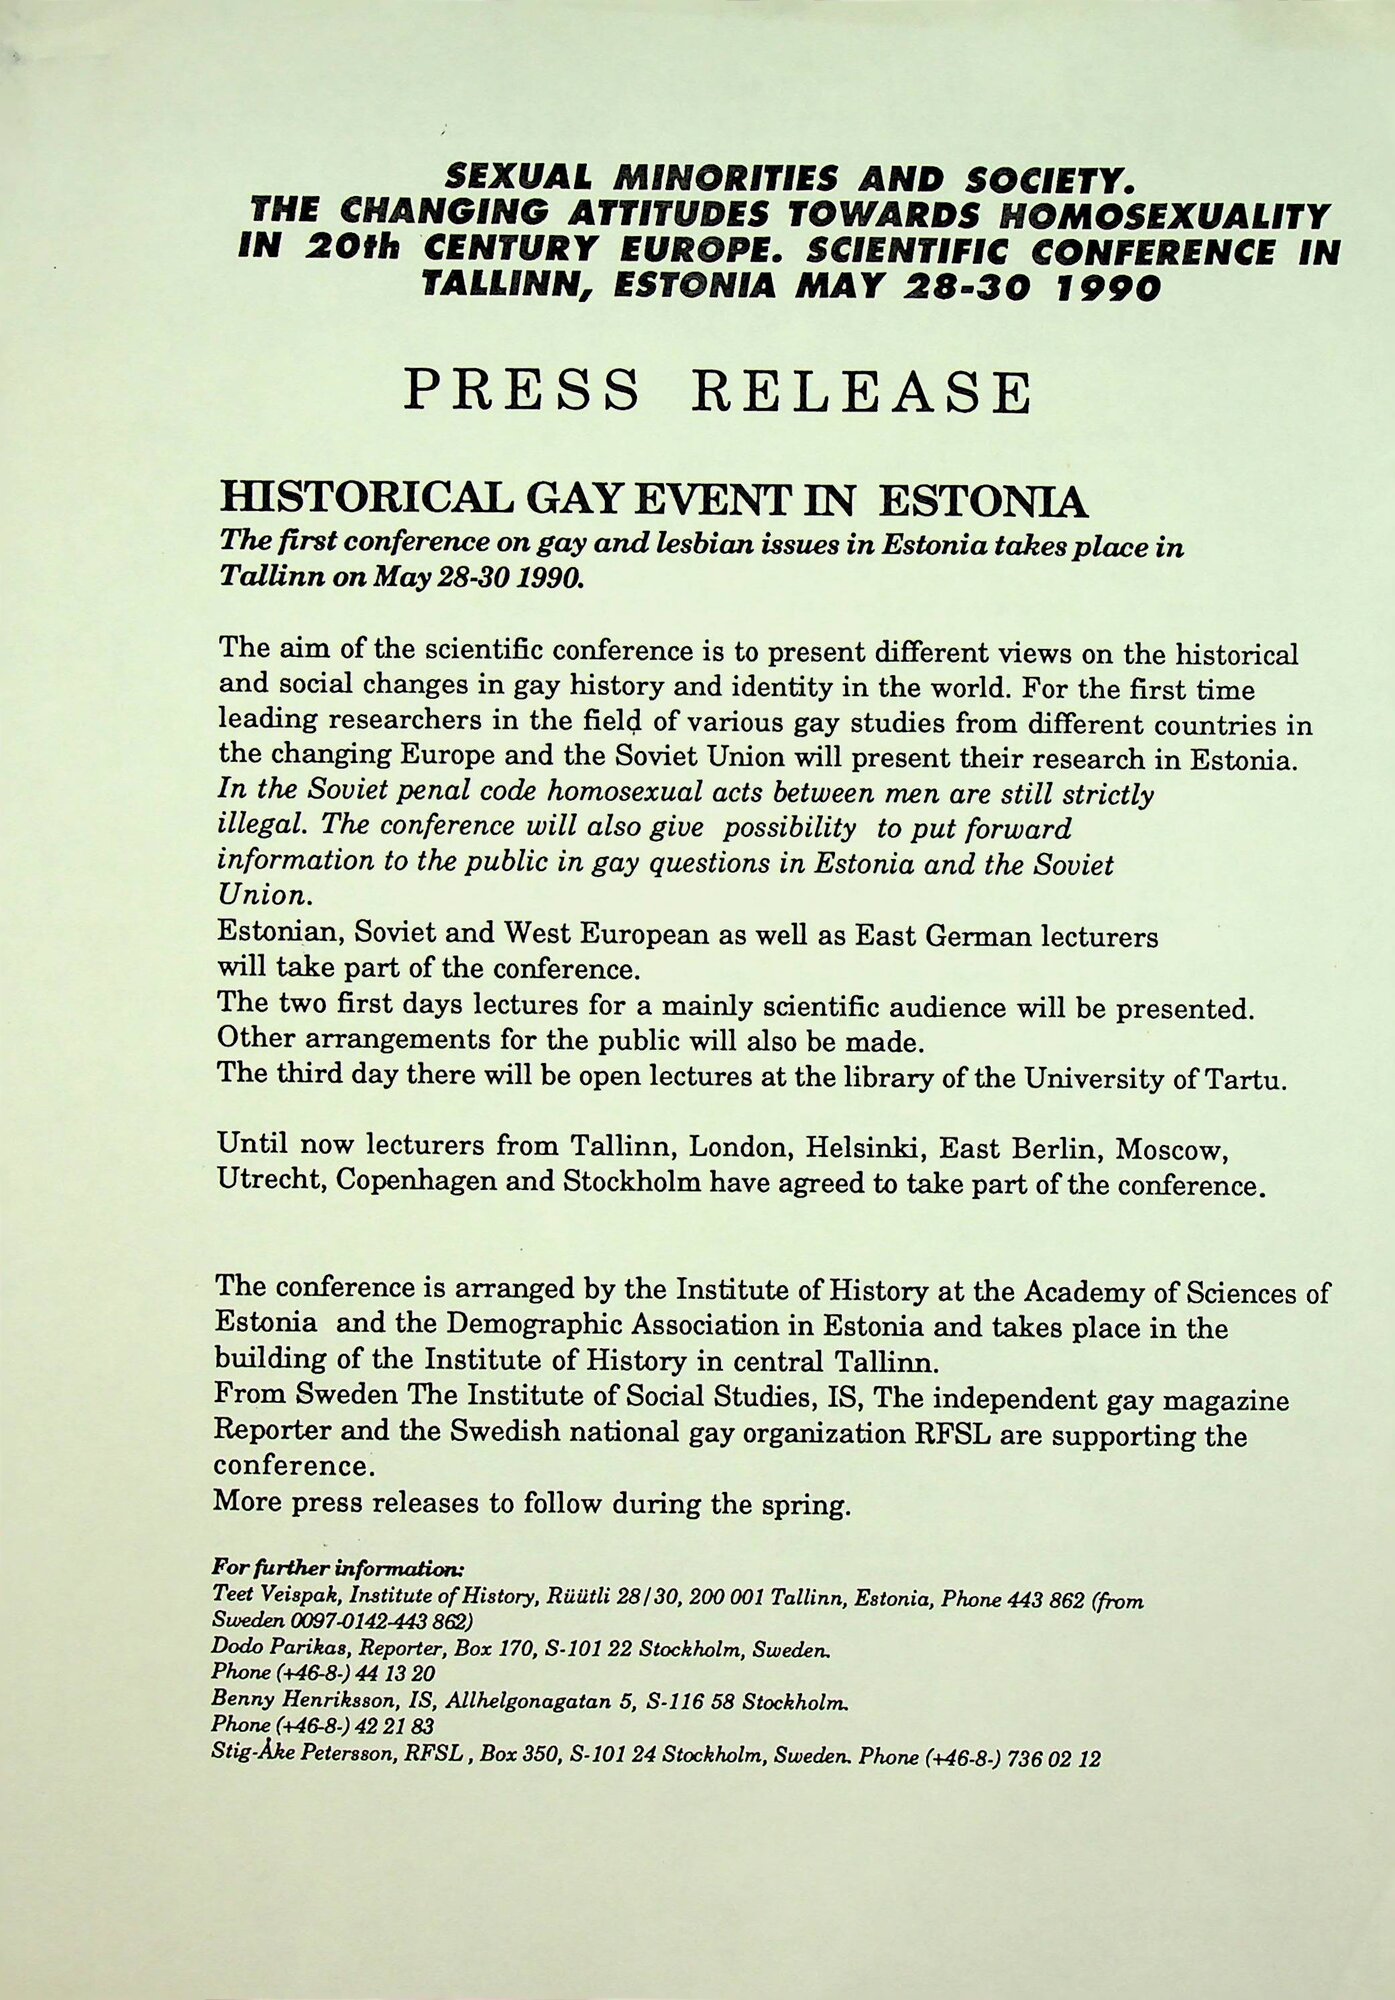 SEXUAL MINORITIES AND SOCIETY.
THE CHANGING ATTITUDES TOWARDS HOMOSEXUALITY
IN 20th CENTURY EUROPE. SCIENTIFIC CONFERENCE IN
TALLINN, ESTONIA MAY 28-30 1990
PRESS RELEASE
HISTORICAL GAY EVENT IN ESTONIA
The first conference on gay and lesbian issues in Estonia takes place in
Tallinn on May 28-30 1990.
The aim of the scientific conference is to present different views on the historical
and social changes in gay history and identity in the world. For the first time
leading researchers in the field of various gay studies from different countries in
the changing Europe and the Soviet Union will present their research in Estonia.
In the Soviet penal code homosexual acts between men are still strictly
illegal. The conference will also give possibility to put forward
information to the public in gay questions in Estonia and the Soviet
Union.
Estonian, Soviet and West European as well as East German lecturers
will take part of the conference.
The two first days lectures for a mainly scientific audience will be presented.
Other arrangements for the public will also be made.
The third day there will be open lectures at the library of the University of Tartu.
Until now lecturers from Tallinn, London, Helsinki, East Berlin, Moscow,
Utrecht, Copenhagen and Stockholm have agreed to take part of the conference.
The conference is arranged by the Institute of History at the Academy of Sciences of
Estonia and the Demographic Association in Estonia and takes place in the
building of the Institute of History in central Tallinn.
From Sweden The Institute of Social Studies, IS, The independent gay magazine
Reporter and the Swedish national gay organization RFSL are supporting the
conference.
More press releases to follow during the spring.
For further information:
Teet Veispak, Institute of History, Rüütli 28/30, 200 001 Tallinn, Estonia, Phone 443 862 (from
Sweden 0097-0142-443 862)
Dodo Parikas, Reporter, Box 170, S-101 22 Stockholm, Sweden.
Phone (+46-8-) 44 13 20
Benny Henriksson, IS, Allhelgonagatan 5, S-116 58 Stockholm.
Phone (+46-8-) 42 21 83
Stig-Åke Petersson, RFSL, Box 350, S-101 24 Stockholm, Sweden. Phone (+46-8-) 736 02 12